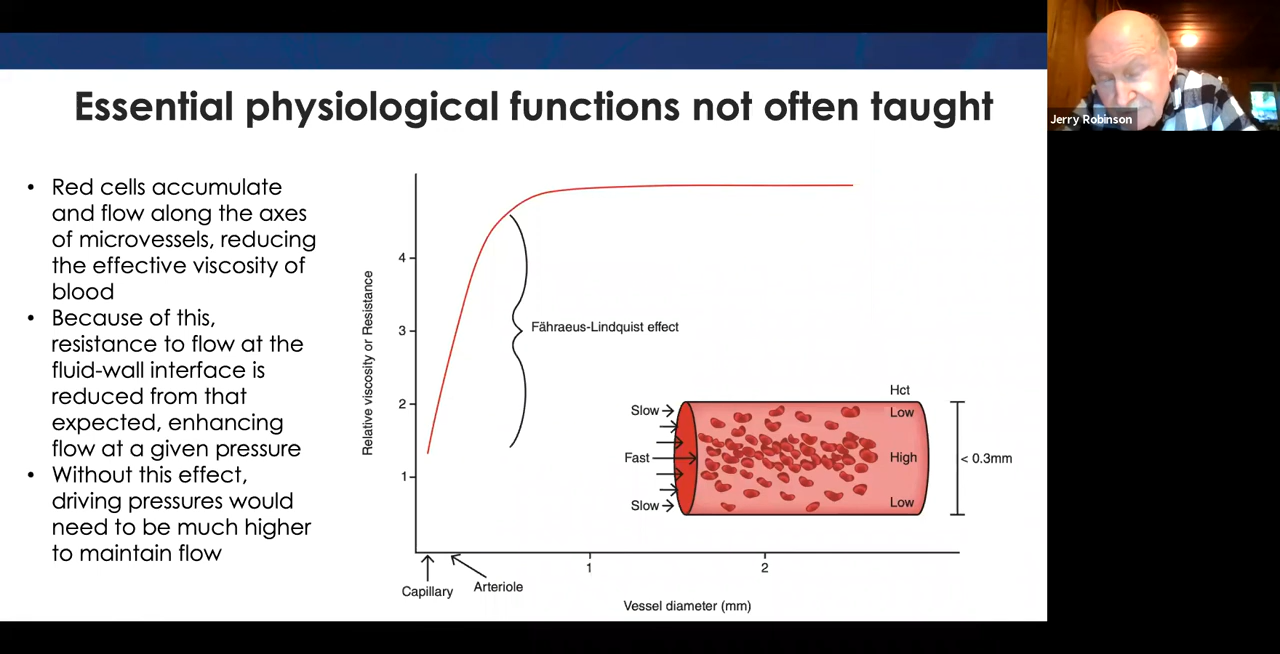 Essential physiological functions not often taught
Jerry Robinson
• Red cells accumulate
and flow along the axes
of microvessels, reducing
the effective viscosity of
blood
• Because of this,
resistance to flow at the
fluid-wall interface is
reduced from that
expected, enhancing
flow at a given pressure
• Without this effect,
driving pressures would
need to be much higher
to maintain flow
Relative viscosity or Resistance
4
3
2
1
Fähraeus-Lindquist effect
Hct
Slow
Low
Fast
High
< 0.3mm
Slow
Low
1
2
Capillary
Arteriole
Vessel diameter (mm)